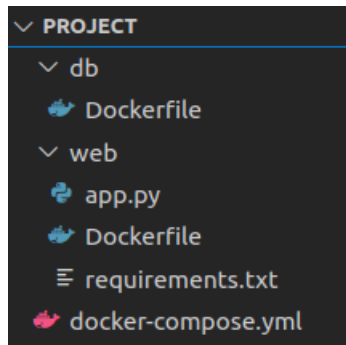 PROJECT
db
Dockerfile
web
app.py
Dockerfile
requirements.txt
docker-compose.yml